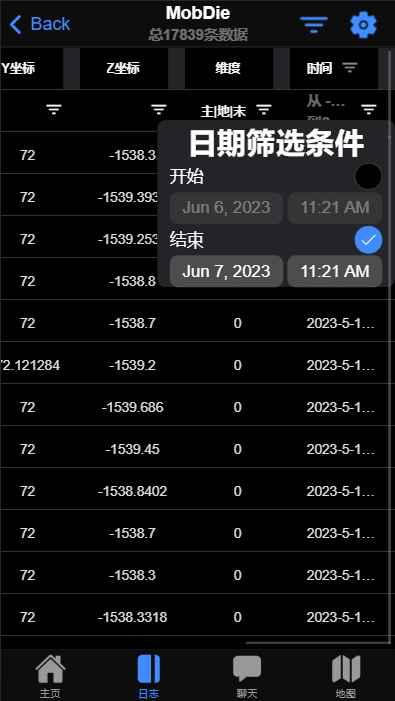 Back
MobDie
总17839条数据
Y坐标 Z坐标 维度 时间
主|地|末 从 -...
日期筛选条件
开始
Jun 6, 2023 11:21 AM
结束
Jun 7, 2023 11:21 AM
72 -1538.3
72 -1539.393
72 -1539.253
72 -1538.8
72 -1538.7 0 2023-5-1...
72.121284 -1539.2 0 2023-5-1...
72 -1539.686 0 2023-5-1...
72 -1539.45 0 2023-5-1...
72 -1538.8402 0 2023-5-1...
72 -1538.7 0 2023-5-1...
72 -1538.3 0 2023-5-1...
72 -1538.3318 0 2023-5-1...
主页 日志 聊天 地图